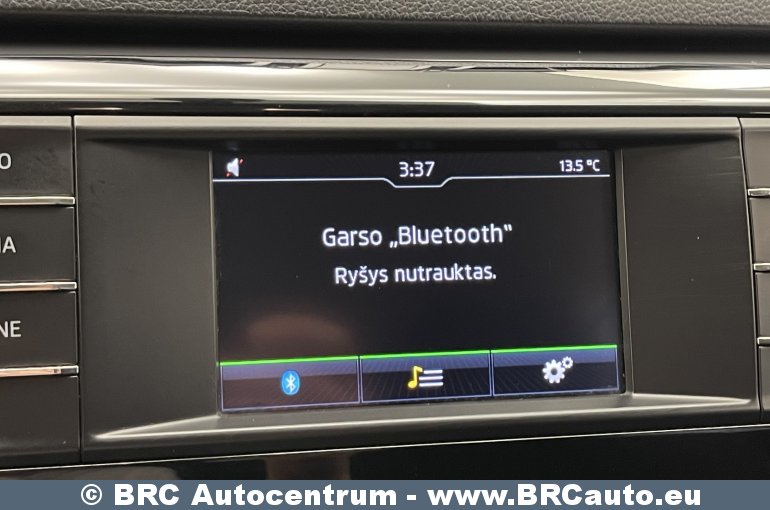 3:37
13.5 °C
Garso „Bluetooth“
Ryšys nutrauktas.
© BRC Autocentrum - www.BRCauto.eu